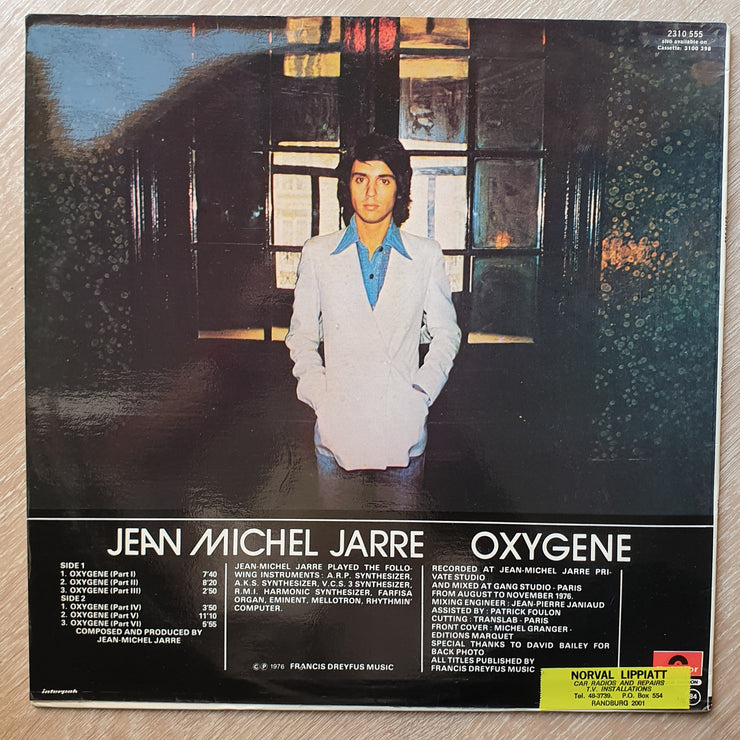 2310 555
also available on
Cassette: 3100 398
JEAN MICHEL JARRE OXYGENE
SIDE 1
1. OXYGENE (Part I) 7'40
2. OXYGENE (Part II) 8'20
3. OXYGENE (Part III) 2'50
SIDE 2
1. OXYGENE (Part IV) 3'50
2. OXYGENE (Part V) 11'10
3. OXYGENE (Part VI) 5'55
COMPOSED AND PRODUCED BY
JEAN-MICHEL JARRE
JEAN-MICHEL JARRE PLAYED THE FOLLO-
WING INSTRUMENTS : A.R.P. SYNTHESIZER,
A.K.S. SYNTHESIZER, V.C.S. 3 SYNTHESIZER,
R.M.I. HARMONIC SYNTHESIZER, FARFISA
ORGAN, EMINENT, MELLOTRON, RHYTHMIN'
COMPUTER.
© ℗ 1976 FRANCIS DREYFUS MUSIC
RECORDED AT JEAN-MICHEL JARRE PRI-
VATE STUDIO
AND MIXED AT GANG STUDIO - PARIS
FROM AUGUST TO NOVEMBER 1976.
MIXING ENGINEER : JEAN-PIERRE JANIAUD
ASSISTED BY : PATRICK FOULON
CUTTING : TRANSLAB - PARIS
FRONT COVER : MICHEL GRANGER -
EDITIONS MARQUET
SPECIAL THANKS TO DAVID BAILEY FOR
BACK PHOTO
ALL TITLES PUBLISHED BY
FRANCIS DREYFUS MUSIC
interpak
NORVAL LIPPIATT
CAR RADIOS AND REPAIRS
T.V. INSTALLATIONS
Tel. 48-3739. P.O. Box 554
RANDBURG 2001